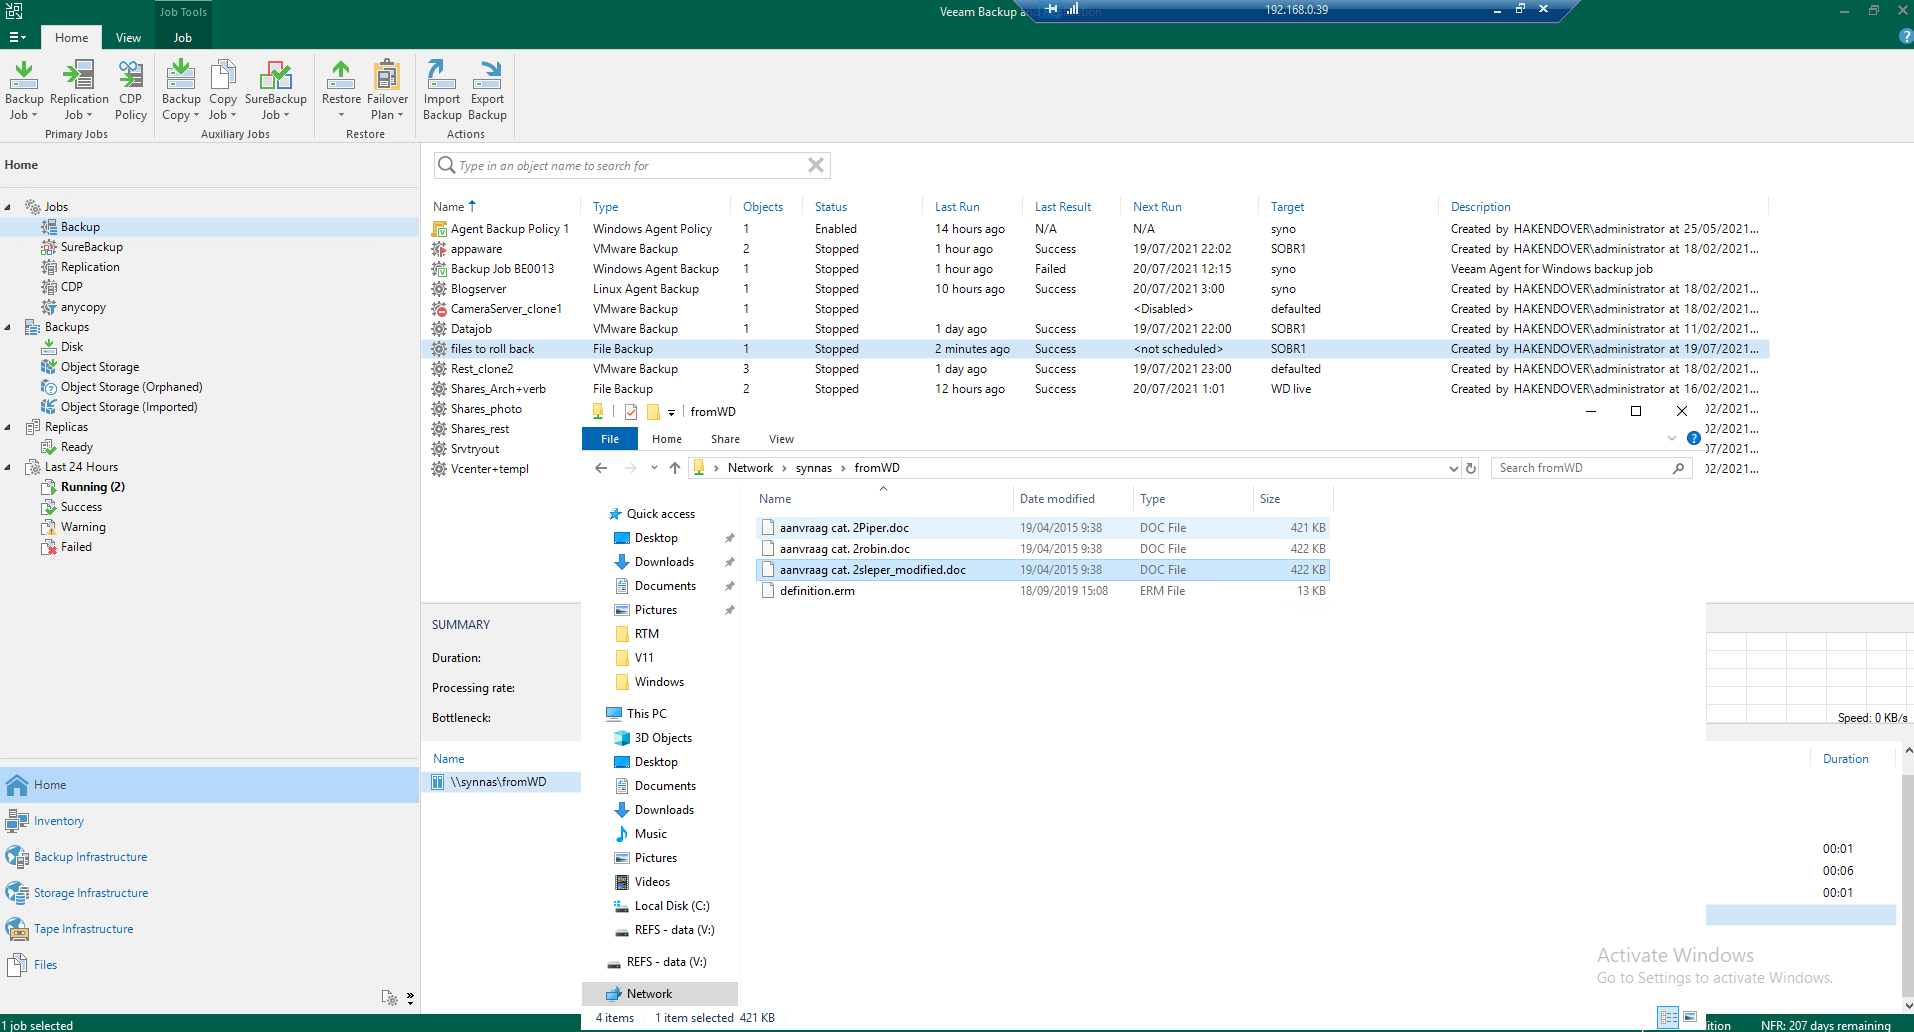 Job Tools
Veeam Backup and
192.168.0.39
Home View Job
Backup Job
Replication Job
CDP Policy
Backup Copy
Copy Job
SureBackup Job
Restore
Failover Plan
Import Backup
Export Backup
Primary Jobs
Auxiliary Jobs
Restore
Actions
Home
Type in an object name to search for
Jobs
Backup
SureBackup
Replication
CDP
anycopy
Backups
Disk
Object Storage
Object Storage (Orphaned)
Object Storage (Imported)
Replicas
Ready
Last 24 Hours
Running (2)
Success
Warning
Failed
Home
Inventory
Backup Infrastructure
Storage Infrastructure
Tape Infrastructure
Files
1 job selected
Name Type Objects Status Last Run Last Result Next Run Target Description
Agent Backup Policy 1 Windows Agent Policy 1 Enabled 14 hours ago N/A N/A syno Created by HAKENDOVER\administrator at 25/05/2021...
appaware VMware Backup 2 Stopped 1 hour ago Success 19/07/2021 22:02 SOBR1 Created by HAKENDOVER\administrator at 18/02/2021...
Backup Job BE0013 Windows Agent Backup 1 Stopped 1 hour ago Failed 20/07/2021 12:15 syno Veeam Agent for Windows backup job
Blogserver Linux Agent Backup 1 Stopped 10 hours ago Success 20/07/2021 3:00 syno Created by HAKENDOVER\administrator at 18/02/2021...
CameraServer_clone1 VMware Backup 1 Stopped <Disabled> defaulted Created by HAKENDOVER\administrator at 18/02/2021...
Datajob VMware Backup 1 Stopped 1 day ago Success 19/07/2021 22:00 SOBR1 Created by HAKENDOVER\administrator at 11/02/2021...
files to roll back File Backup 1 Stopped 2 minutes ago Success <not scheduled> SOBR1 Created by HAKENDOVER\administrator at 19/07/2021...
Rest_clone2 VMware Backup 3 Stopped 1 day ago Success 19/07/2021 23:00 defaulted Created by HAKENDOVER\administrator at 18/02/2021...
Shares_Arch+verb File Backup 2 Stopped 12 hours ago Success 20/07/2021 1:01 WD live Created by HAKENDOVER\administrator at 16/02/2021...
Shares_photo 02/2021...
Shares_rest 02/2021...
Srvtryout 07/2021...
Vcenter+templ 02/2021...
SUMMARY
Duration:
Processing rate:
Bottleneck:
Name
\\synnas\fromWD
fromWD
File Home Share View
Network › synnas › fromWD
Search fromWD
Quick access
Desktop
Downloads
Documents
Pictures
RTM
V11
Windows
This PC
3D Objects
Desktop
Documents
Downloads
Music
Pictures
Videos
Local Disk (C:)
REFS - data (V:)
REFS - data (V:)
Network
Name Date modified Type Size
aanvraag cat. 2Piper.doc 19/04/2015 9:38 DOC File 421 KB
aanvraag cat. 2robin.doc 19/04/2015 9:38 DOC File 422 KB
aanvraag cat. 2sleper_modified.doc 19/04/2015 9:38 DOC File 422 KB
definition.erm 18/09/2019 15:08 ERM File 13 KB
4 items 1 item selected 421 KB
Speed: 0 KB/s
Duration
00:01
00:06
00:01
Activate Windows
Go to Settings to activate Windows.
ition NFR: 207 days remaining